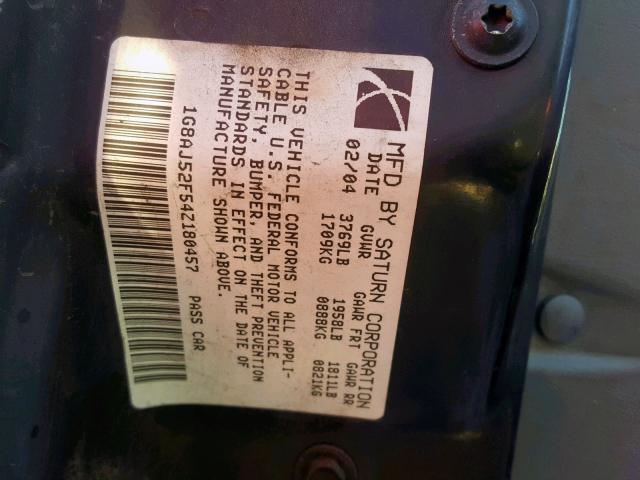 MFD BY SATURN CORPORATION
DATE GVWR GAWR FRT GAWR RR
02/04 3769LB 1958LB 1811LB
1709KG 0888KG 0821KG
THIS VEHICLE CONFORMS TO ALL APPLI-
CABLE U.S. FEDERAL MOTOR VEHICLE
SAFETY, BUMPER, AND THEFT PREVENTION
STANDARDS IN EFFECT ON THE DATE OF
MANUFACTURE SHOWN ABOVE.
1G8AJ52F54Z180457 PASS CAR